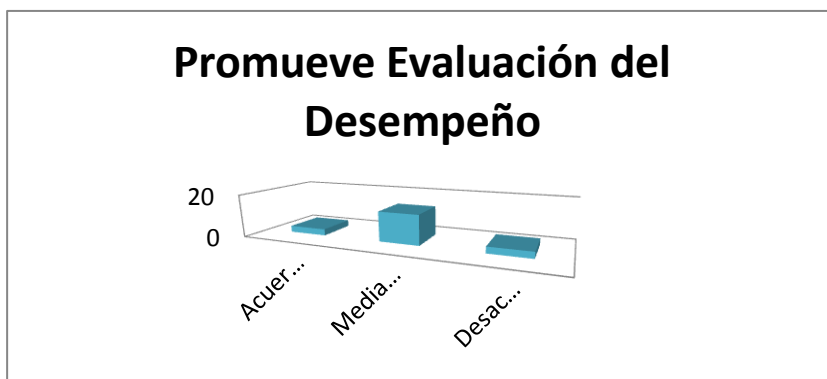 Promueve Evaluación del
Desempeño
20
0
Acuer...
Media...
Desac...